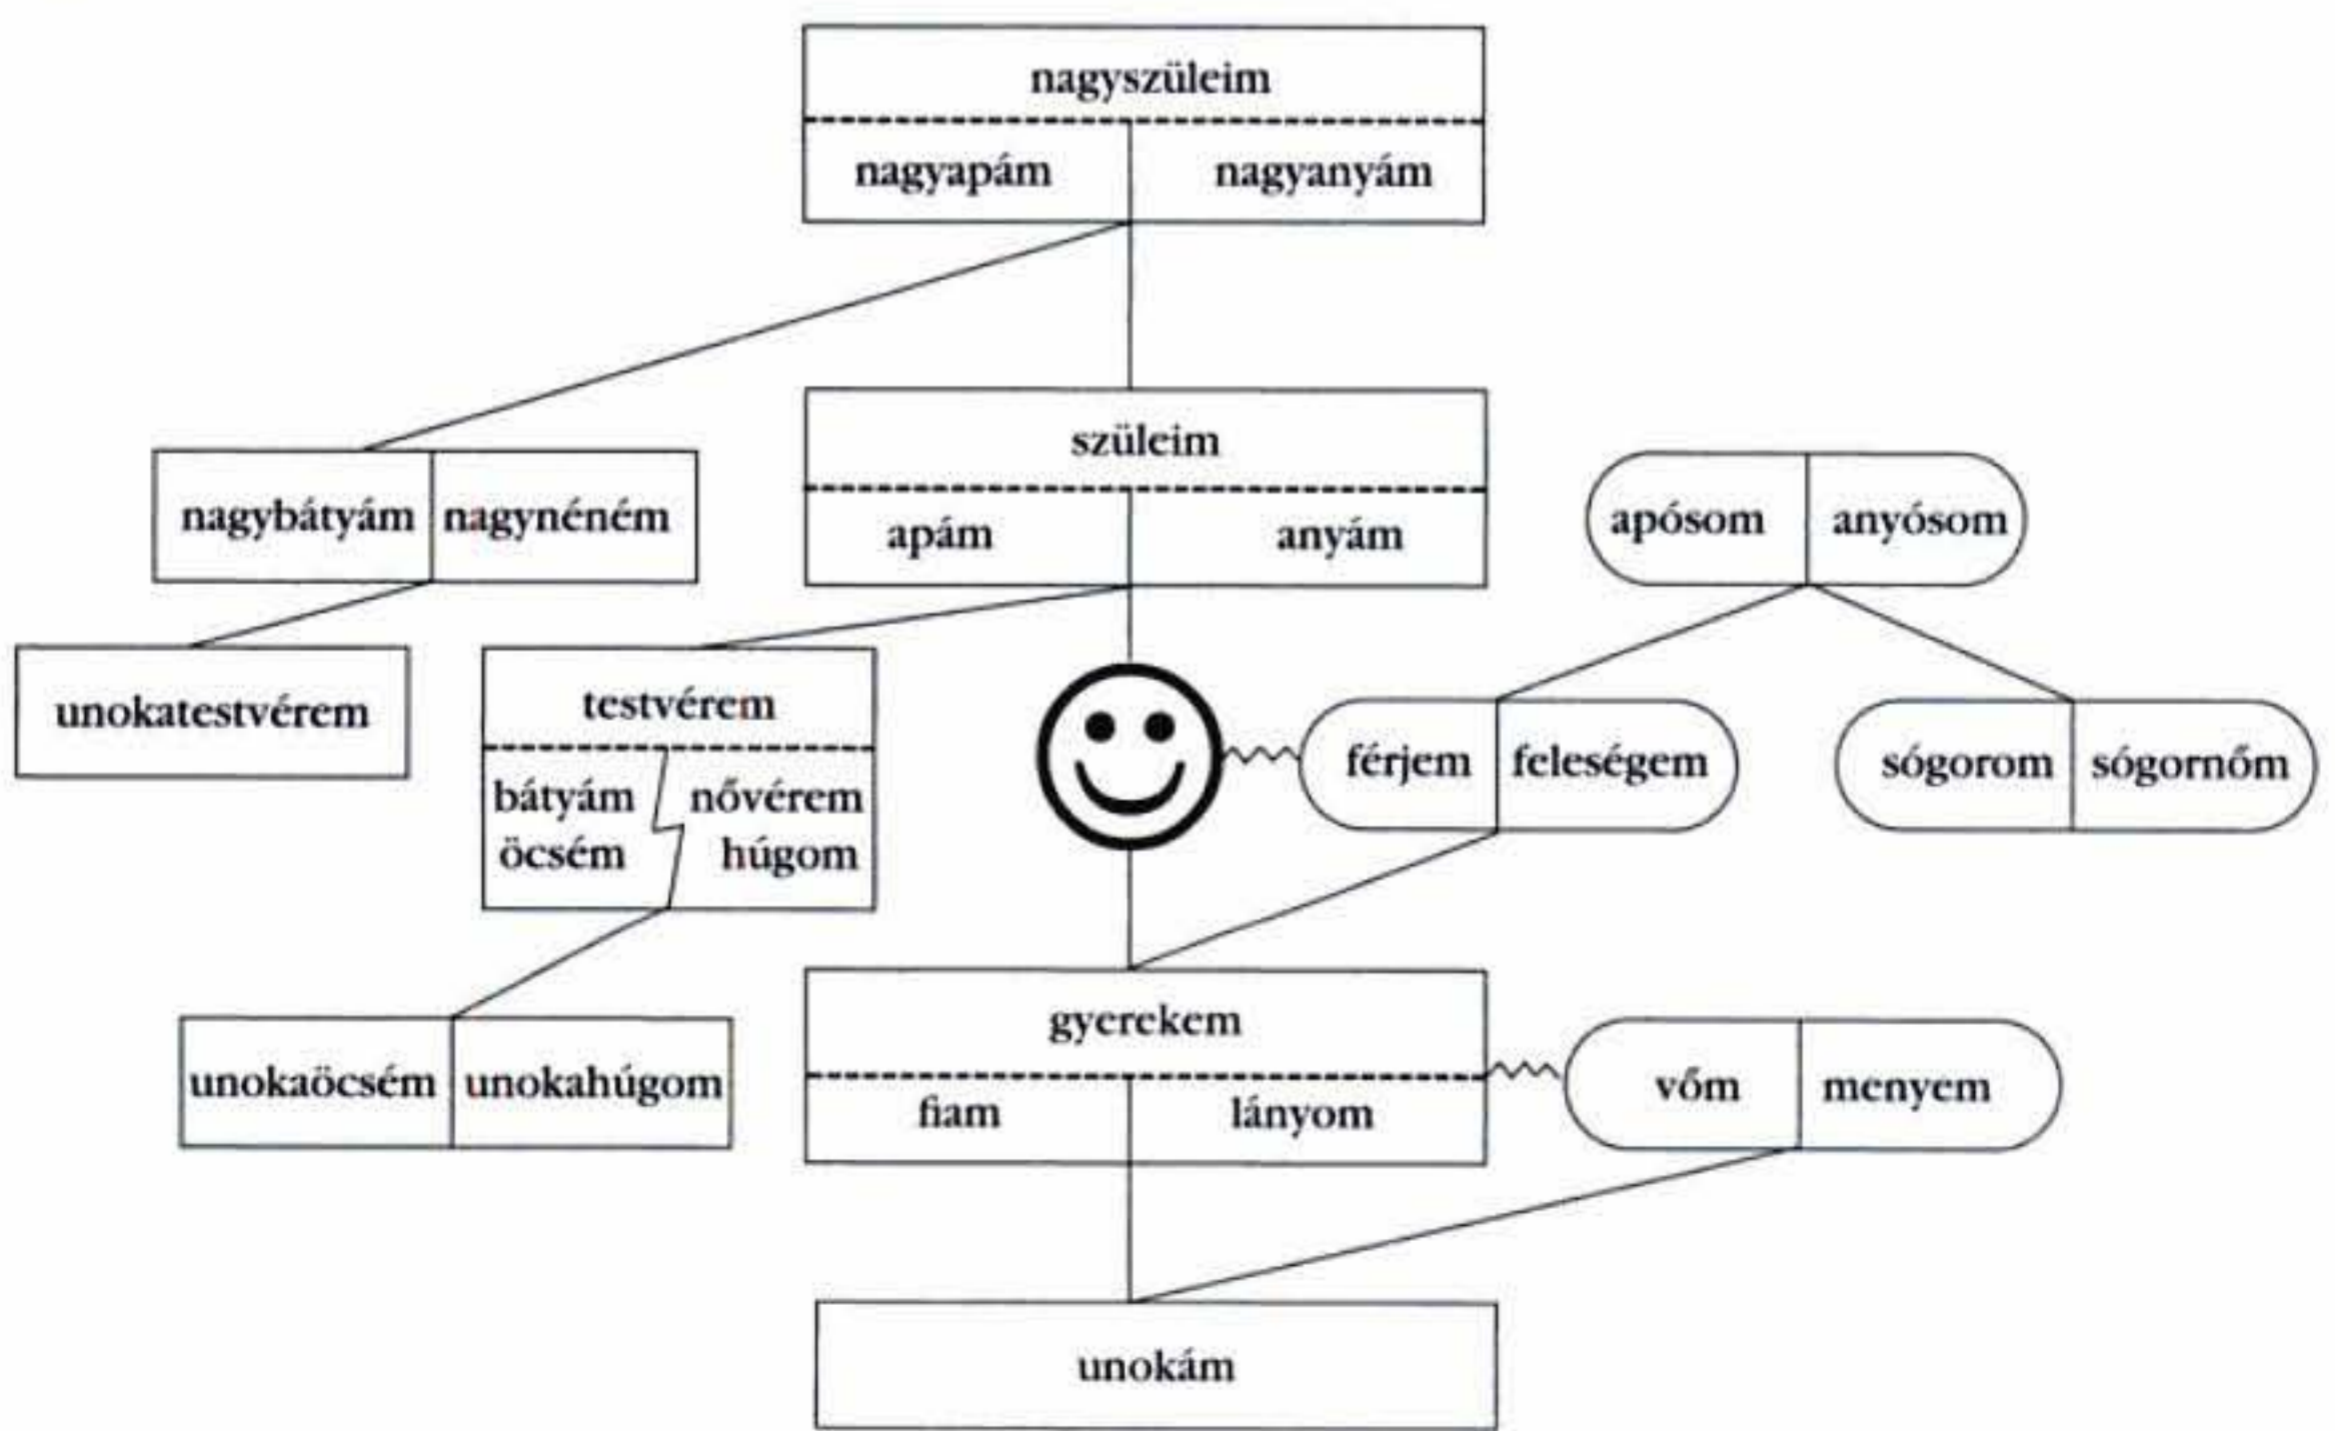 nagyszüleim
nagyapám nagyanyám
szüleim
nagybátyám nagynéném
apám anyám
apósom anyósom
unokatestvérem
testvérem
bátyám nővérem
öcsém húgom
férjem feleségem
sógorom sógornőm
gyerekem
unokaöcsém unokahúgom
fiam lányom
vőm menyem
unokám